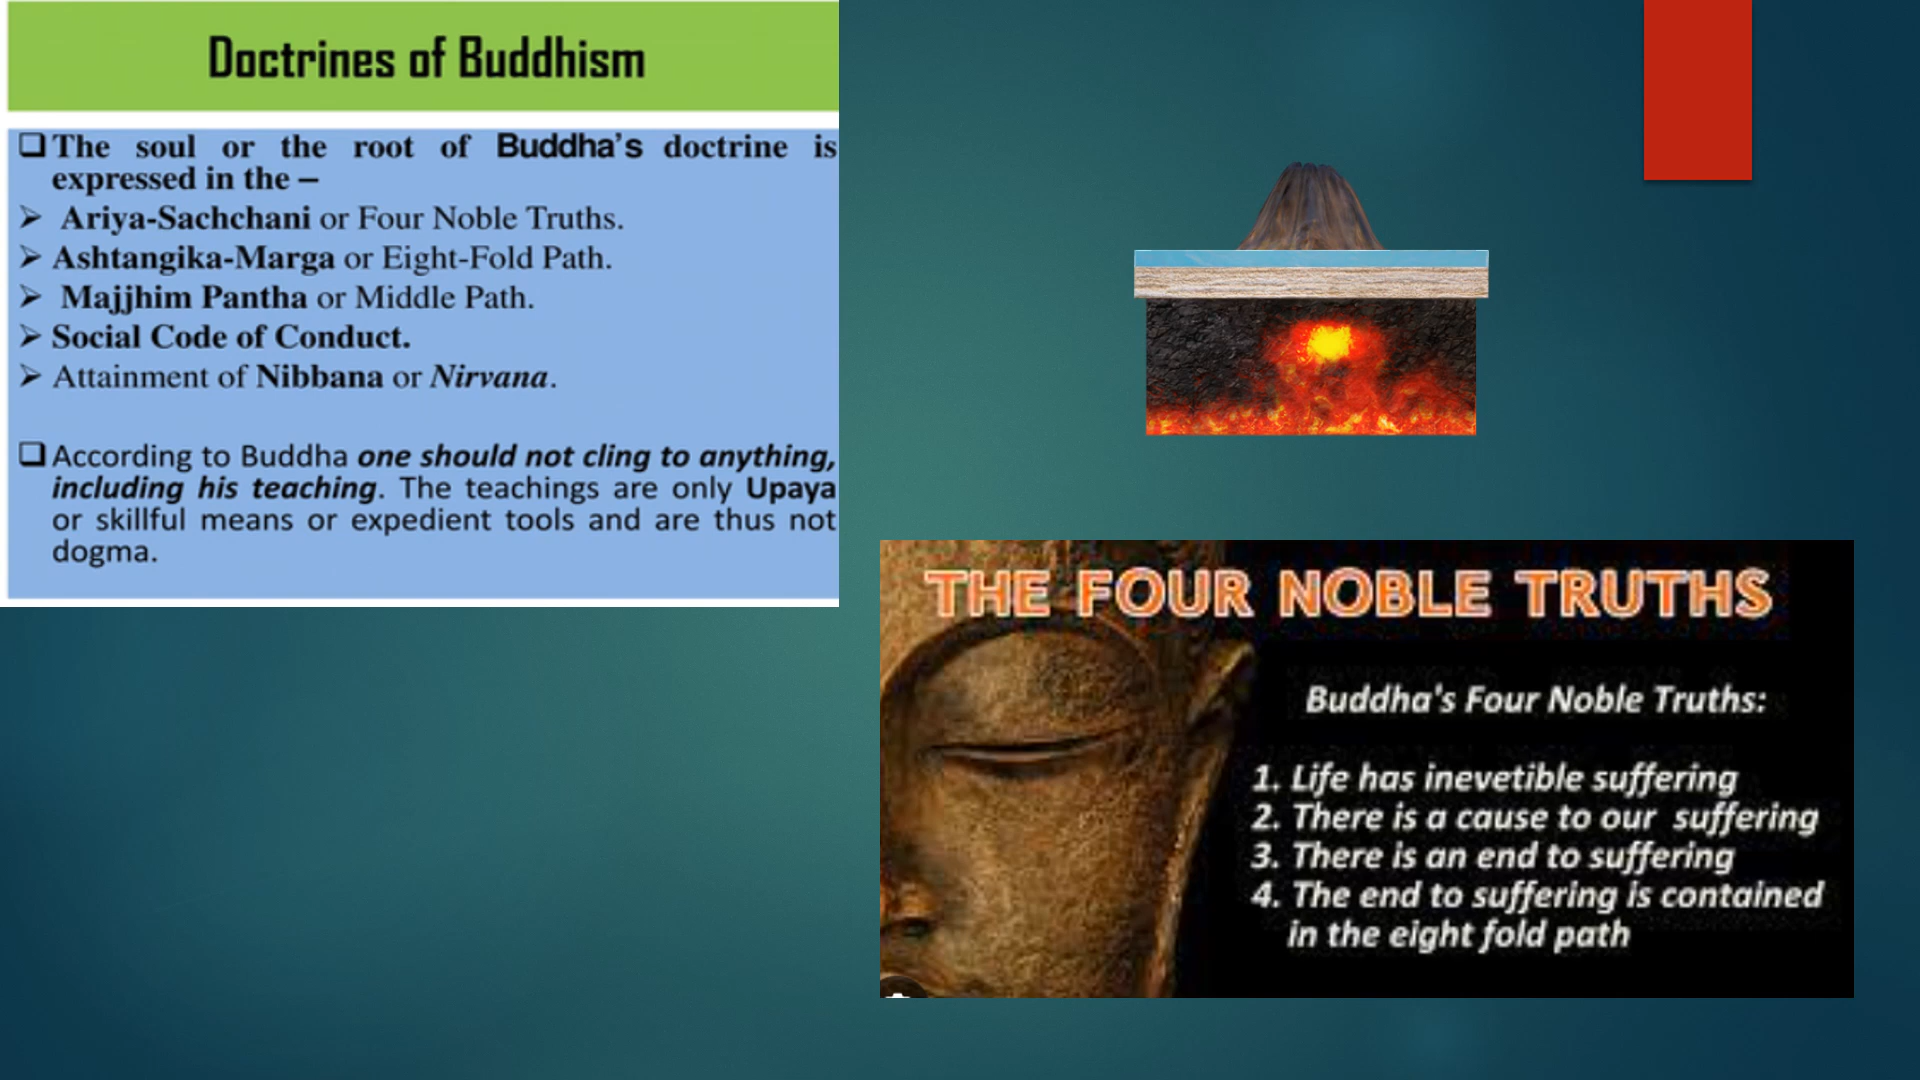 Doctrines of Buddhism
❑ The soul or the root of Buddha's doctrine is
expressed in the –
➢ Ariya-Sachchani or Four Noble Truths.
➢ Ashtangika-Marga or Eight-Fold Path.
➢ Majjhim Pantha or Middle Path.
➢ Social Code of Conduct.
➢ Attainment of Nibbana or Nirvana.
❑ According to Buddha one should not cling to anything,
including his teaching. The teachings are only Upaya
or skillful means or expedient tools and are thus not
dogma.
THE FOUR NOBLE TRUTHS
Buddha's Four Noble Truths:
1. Life has inevetible suffering
2. There is a cause to our suffering
3. There is an end to suffering
4. The end to suffering is contained
in the eight fold path